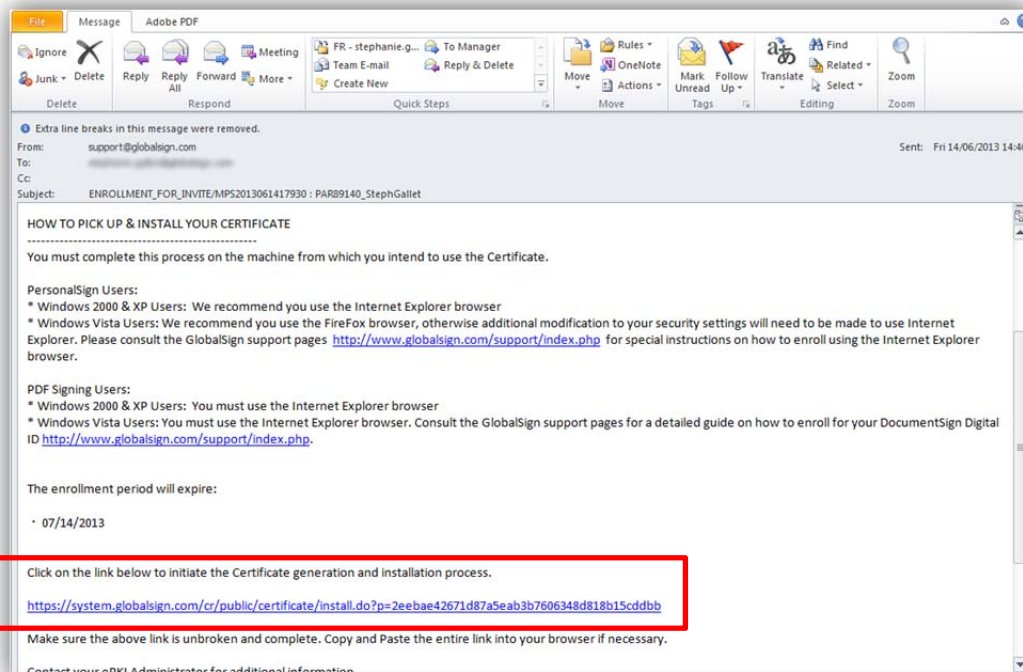 File Message Adobe PDF
Ignore Meeting FR - stephanie.g... To Manager Rules Find
Team E-mail Reply & Delete OneNote Related
Junk Delete Reply Reply All Forward More Create New Move Actions Mark Unread Follow Up Translate Select Zoom
Delete Respond Quick Steps Move Tags Editing Zoom
Extra line breaks in this message were removed.
From: support@globalsign.com Sent: Fri 14/06/2013 14:46
To:
Cc:
Subject: ENROLLMENT_FOR_INVITE/MPS2013061417930 : PAR89140_StephGallet
HOW TO PICK UP & INSTALL YOUR CERTIFICATE
--------------------------------------------------
You must complete this process on the machine from which you intend to use the Certificate.
PersonalSign Users:
* Windows 2000 & XP Users: We recommend you use the Internet Explorer browser
* Windows Vista Users: We recommend you use the FireFox browser, otherwise additional modification to your security settings will need to be made to use Internet
Explorer. Please consult the GlobalSign support pages http://www.globalsign.com/support/index.php for special instructions on how to enroll using the Internet Explorer
browser.
PDF Signing Users:
* Windows 2000 & XP Users: You must use the Internet Explorer browser
* Windows Vista Users: You must use the Internet Explorer browser. Consult the GlobalSign support pages for a detailed guide on how to enroll for your DocumentSign Digital
ID http://www.globalsign.com/support/index.php.
The enrollment period will expire:
· 07/14/2013
Click on the link below to initiate the Certificate generation and installation process.
https://system.globalsign.com/cr/public/certificate/install.do?p=2eebae42671d87a5eab3b7606348d818b15cddbb
Make sure the above link is unbroken and complete. Copy and Paste the entire link into your browser if necessary.
Contact your ePKI Administrator for additional information